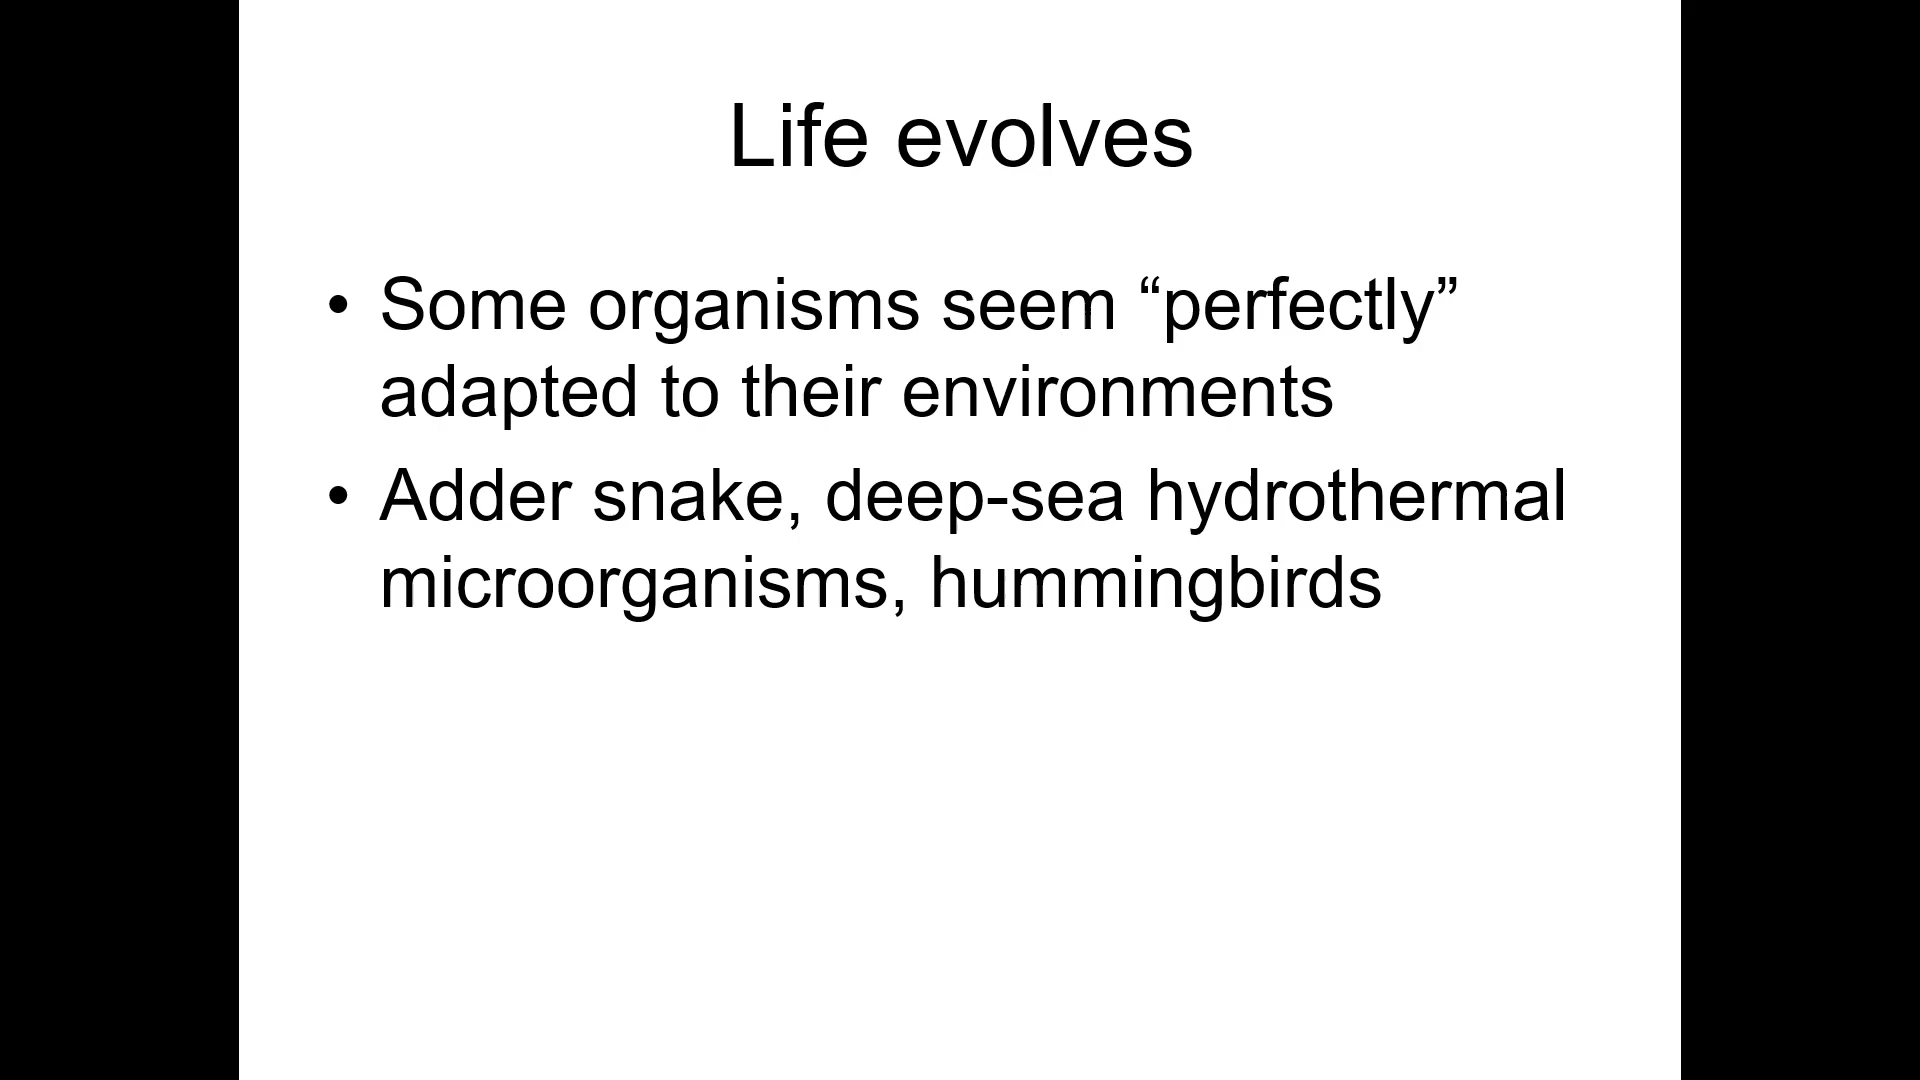 Life evolves
• Some organisms seem “perfectly”
adapted to their environments
• Adder snake, deep-sea hydrothermal
microorganisms, hummingbirds